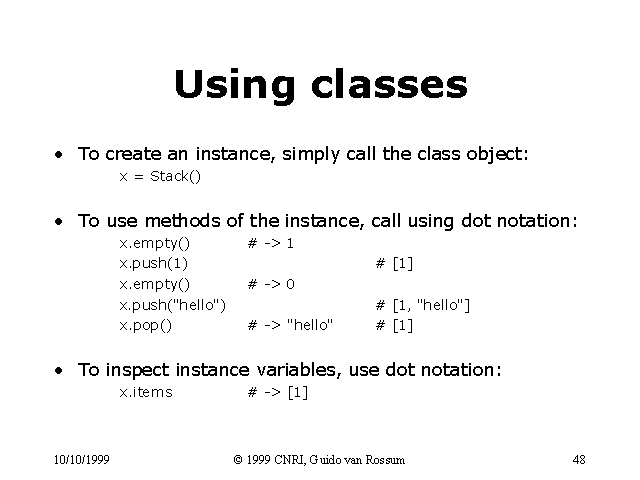 Using classes
• To create an instance, simply call the class object:
x = Stack()
• To use methods of the instance, call using dot notation:
x.empty() # -> 1
x.push(1) # [1]
x.empty() # -> 0
x.push("hello") # [1, "hello"]
x.pop() # -> "hello" # [1]
• To inspect instance variables, use dot notation:
x.items # -> [1]
10/10/1999 © 1999 CNRI, Guido van Rossum 48